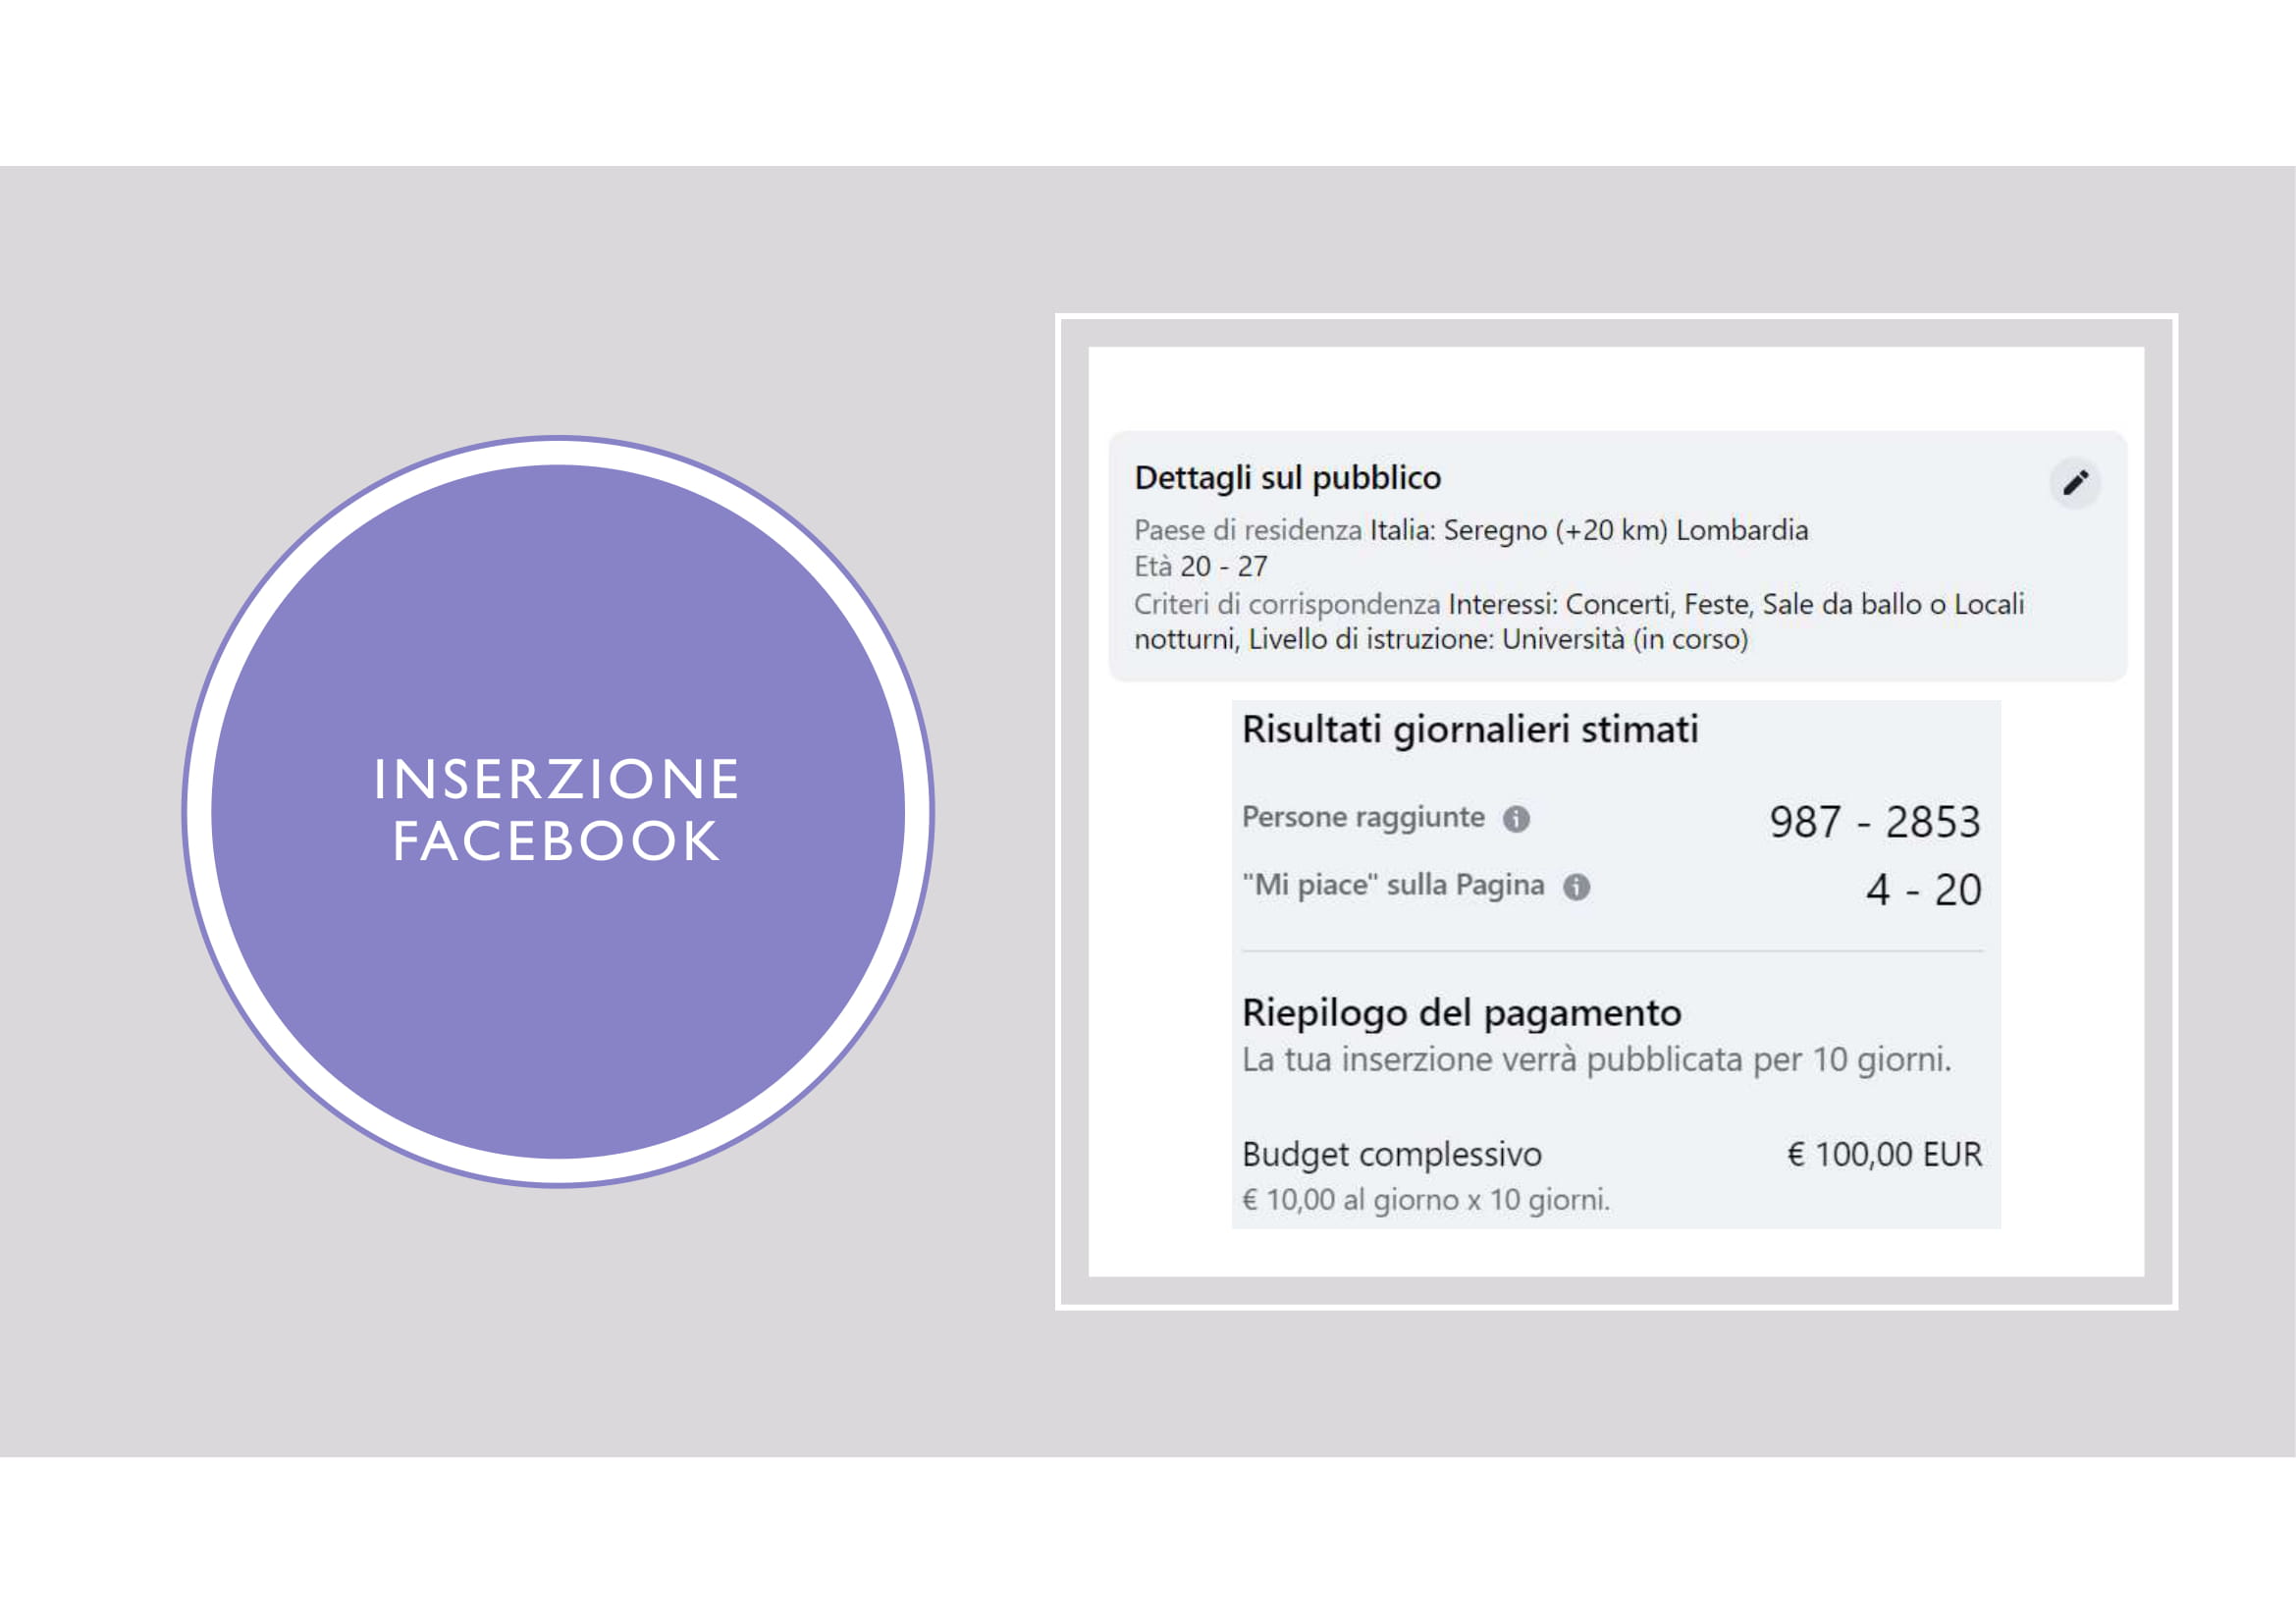 INSERZIONE
FACEBOOK
Dettagli sul pubblico
Paese di residenza Italia: Seregno (+20 km) Lombardia
Età 20 - 27
Criteri di corrispondenza Interessi: Concerti, Feste, Sale da ballo o Locali
notturni, Livello di istruzione: Università (in corso)
Risultati giornalieri stimati
Persone raggiunte 987 - 2853
"Mi piace" sulla Pagina 4 - 20
Riepilogo del pagamento
La tua inserzione verrà pubblicata per 10 giorni.
Budget complessivo € 100,00 EUR
€ 10,00 al giorno x 10 giorni.